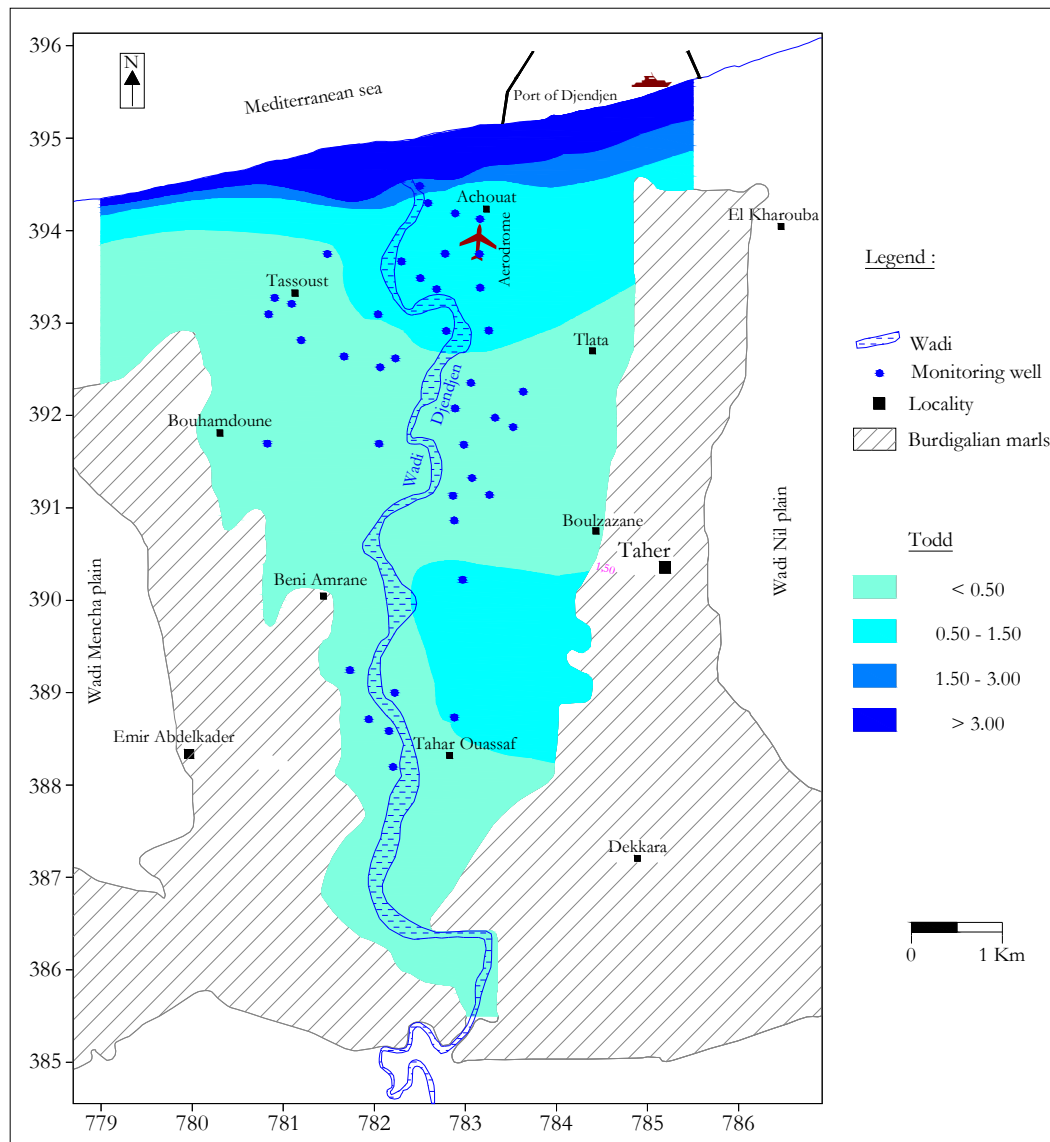 396
395
394
393
392
391
390
389
388
387
386
385
779
780
781
782
783
784
785
786
N
Mediterranean sea
Port of Djendjen
Achouat
Aerodrome
El Kharouba
Tassoust
Tlata
Bouhamdoune
Wadi Djendjen
Boulzazane
Taher
1.50
Beni Amrane
Wadi Mencha plain
Wadi Nil plain
Emir Abdelkader
Tahar Ouassaf
Dekkara
Legend :
Wadi
Monitoring well
Locality
Burdigalian marls
Todd
< 0.50
0.50 - 1.50
1.50 - 3.00
> 3.00
0 1 Km